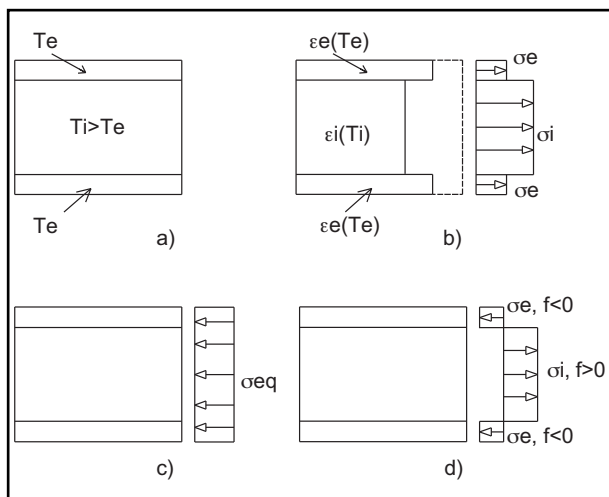 Te
Ti>Te
Te
a)
εe(Te)
εi(Ti)
εe(Te)
b)
σe
σi
σe
σeq
c)
σe, f<0
σi, f>0
σe, f<0
d)